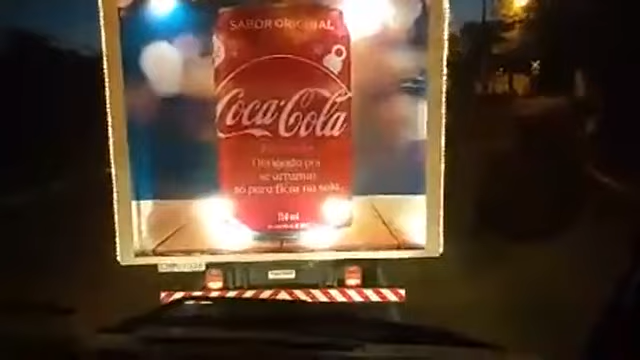 SABOR ORIGINAL
Coca-Cola
Obrigado por
se arrumar
só para ficar na sala.